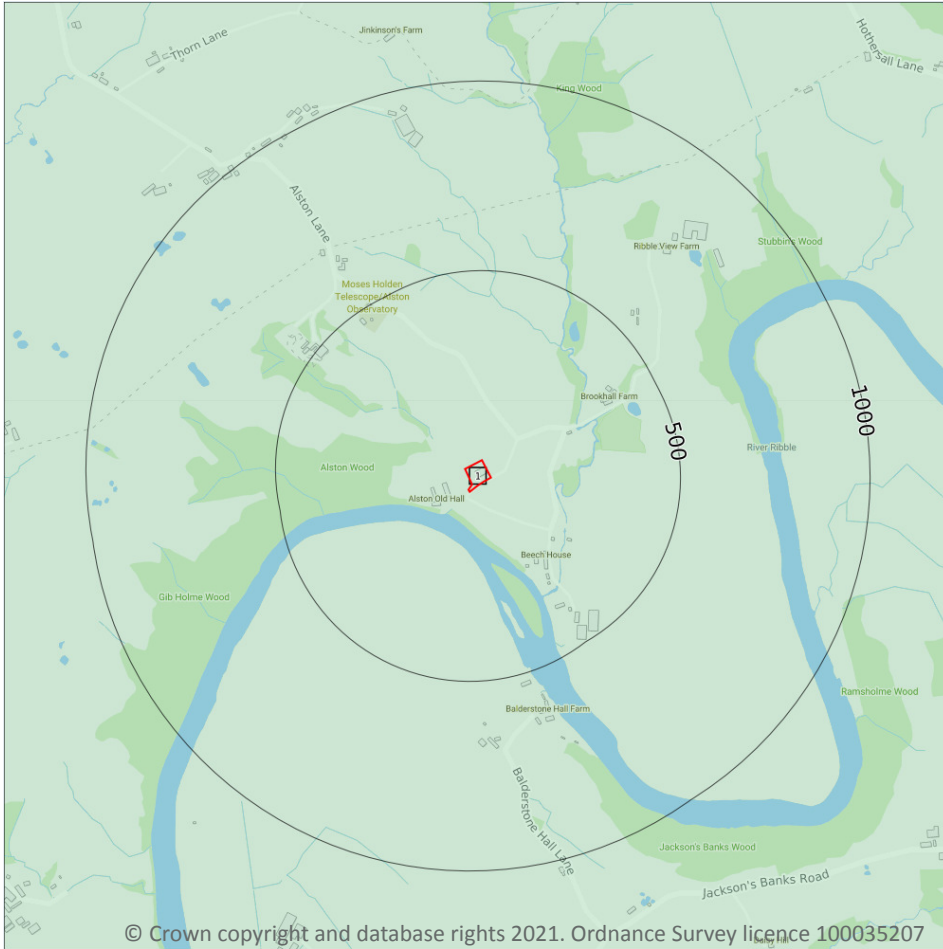 Jinkinson's Farm
Thorn Lane
Hothersall Lane
King Wood
Alston Lane
Ribble View Farm
Stubbin's Wood
Moses Holden
Telescope/Alston
Observatory
Brookhall Farm
1000
500
River Ribble
Alston Wood
1
Alston Old Hall
Beech House
Gib Holme Wood
Ramsholme Wood
Balderstone Hall Farm
Balderstone Hall Lane
Jackson's Banks Wood
Jackson's Banks Road
© Crown copyright and database rights 2021. Ordnance Survey licence 100035207